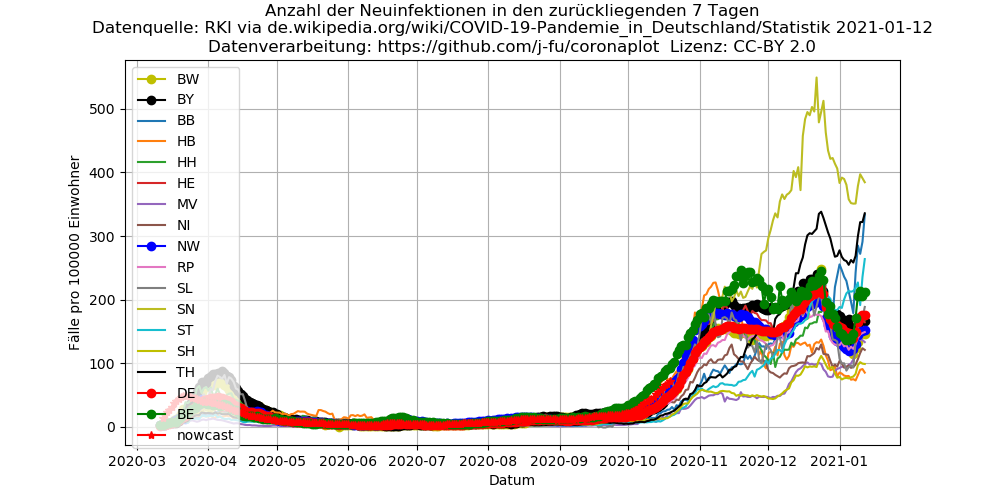 Anzahl der Neuinfektionen in den zurückliegenden 7 Tagen
Datenquelle: RKI via de.wikipedia.org/wiki/COVID-19-Pandemie_in_Deutschland/Statistik 2021-01-12
Datenverarbeitung: https://github.com/j-fu/coronaplot  Lizenz: CC-BY 2.0
Fälle pro 100000 Einwohner
500
400
300
200
100
0
BW
BY
BB
HB
HH
HE
MV
NI
NW
RP
SL
SN
ST
SH
TH
DE
BE
nowcast
2020-03 2020-04 2020-05 2020-06 2020-07 2020-08 2020-09 2020-10 2020-11 2020-12 2021-01
Datum